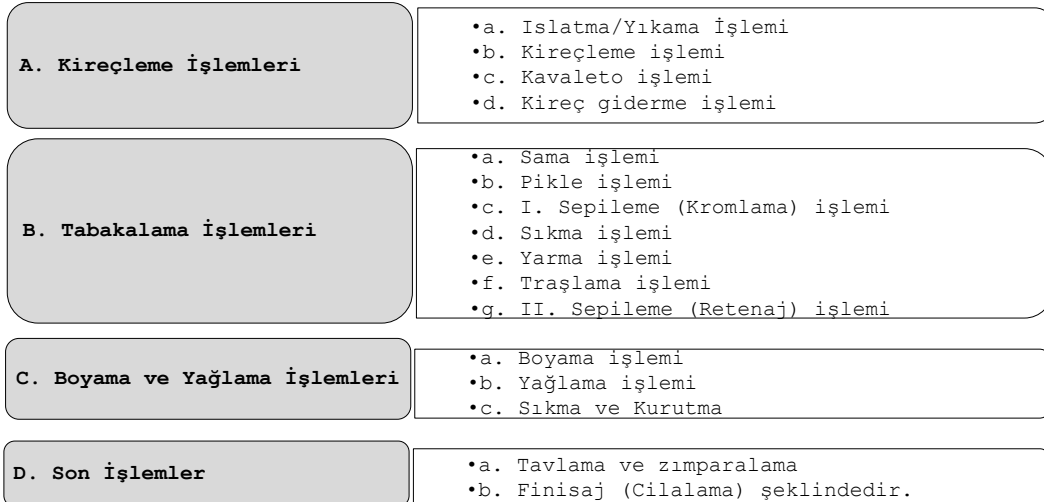 A. Kireçleme İşlemleri
•a. Islatma/Yıkama İşlemi
•b. Kireçleme işlemi
•c. Kavaleto işlemi
•d. Kireç giderme işlemi
B. Tabakalama İşlemleri
•a. Sama işlemi
•b. Pikle işlemi
•c. I. Sepileme (Kromlama) işlemi
•d. Sıkma işlemi
•e. Yarma işlemi
•f. Traşlama işlemi
•g. II. Sepileme (Retenaj) işlemi
C. Boyama ve Yağlama İşlemleri
•a. Boyama işlemi
•b. Yağlama işlemi
•c. Sıkma ve Kurutma
D. Son İşlemler
•a. Tavlama ve zımparalama
•b. Finisaj (Cilalama) şeklindedir.